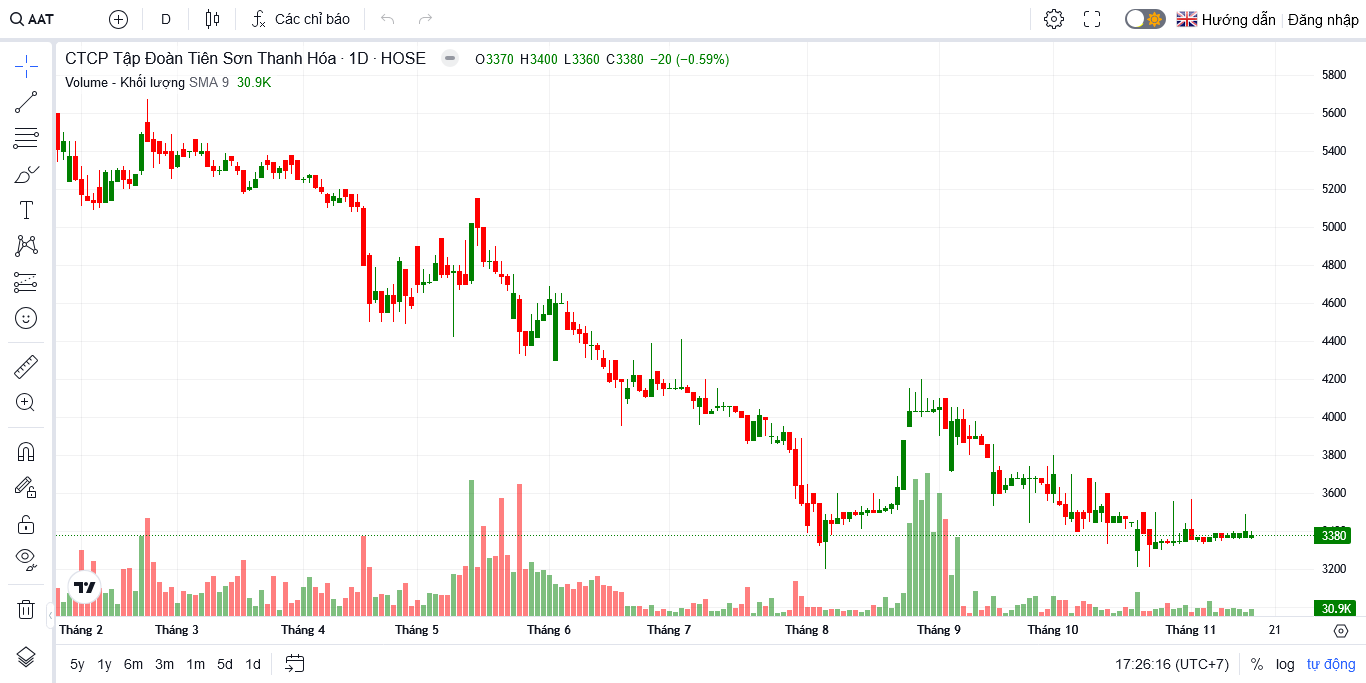 AAT D Các chỉ báo Hướng dẫn Đăng nhập
CTCP Tập Đoàn Tiên Sơn Thanh Hóa · 1D · HOSE O3370 H3400 L3360 C3380 −20 (−0.59%)
Volume - Khối lượng SMA 9 30.9K
5800
5600
5400
5200
5000
4800
4600
4400
4200
4000
3800
3600
3400
3380
3200
30.9K
Tháng 2 Tháng 3 Tháng 4 Tháng 5 Tháng 6 Tháng 7 Tháng 8 Tháng 9 Tháng 10 Tháng 11 21
5y 1y 6m 3m 1m 5d 1d 17:26:16 (UTC+7) % log tự động